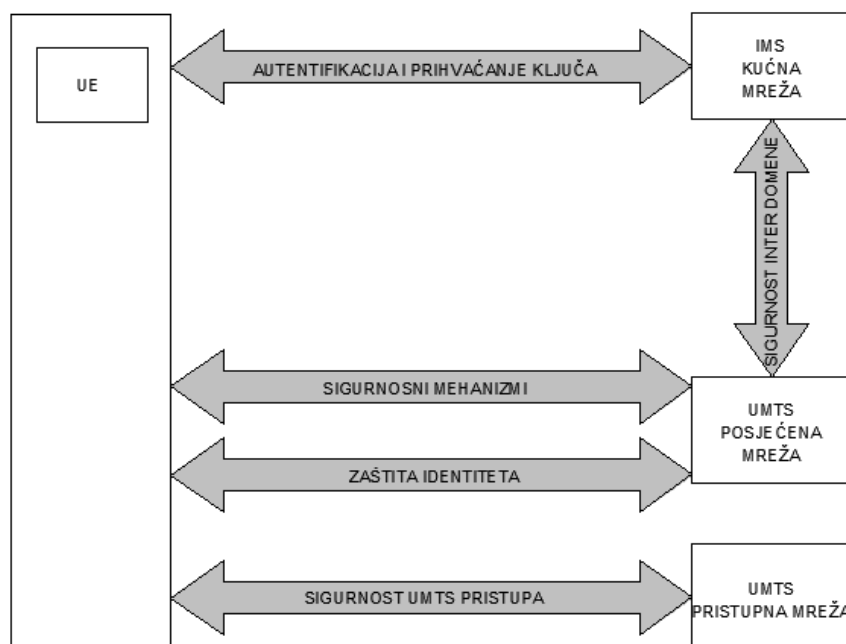 UE
AUTENTIFIKACIJA I PRIHVAĆANJE KLJUČA
IMS
KUĆNA
MREŽA
SIGURNOST INTER DOMENE
SIGURNOSNI MEHANIZMI
UMTS
POSJEĆENA
MREŽA
ZAŠTITA IDENTITETA
SIGURNOST UMTS PRISTUPA
UMTS
PRISTUPNA MREŽA